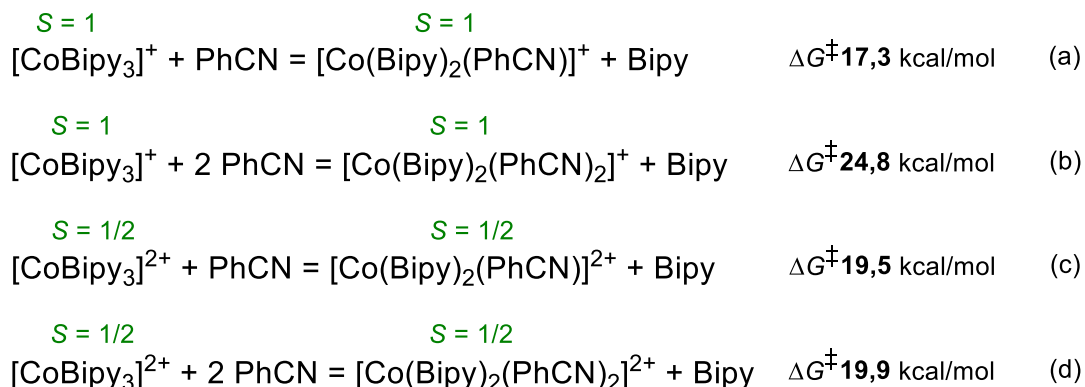 S = 1 S = 1
[CoBipy₃]⁺ + PhCN = [Co(Bipy)₂(PhCN)]⁺ + Bipy ΔG‡17,3 kcal/mol (a)
S = 1 S = 1
[CoBipy₃]⁺ + 2 PhCN = [Co(Bipy)₂(PhCN)₂]⁺ + Bipy ΔG‡24,8 kcal/mol (b)
S = 1/2 S = 1/2
[CoBipy₃]²⁺ + PhCN = [Co(Bipy)₂(PhCN)]²⁺ + Bipy ΔG‡19,5 kcal/mol (c)
S = 1/2 S = 1/2
[CoBipy₃]²⁺ + 2 PhCN = [Co(Bipy)₂(PhCN)₂]²⁺ + Bipy ΔG‡19,9 kcal/mol (d)